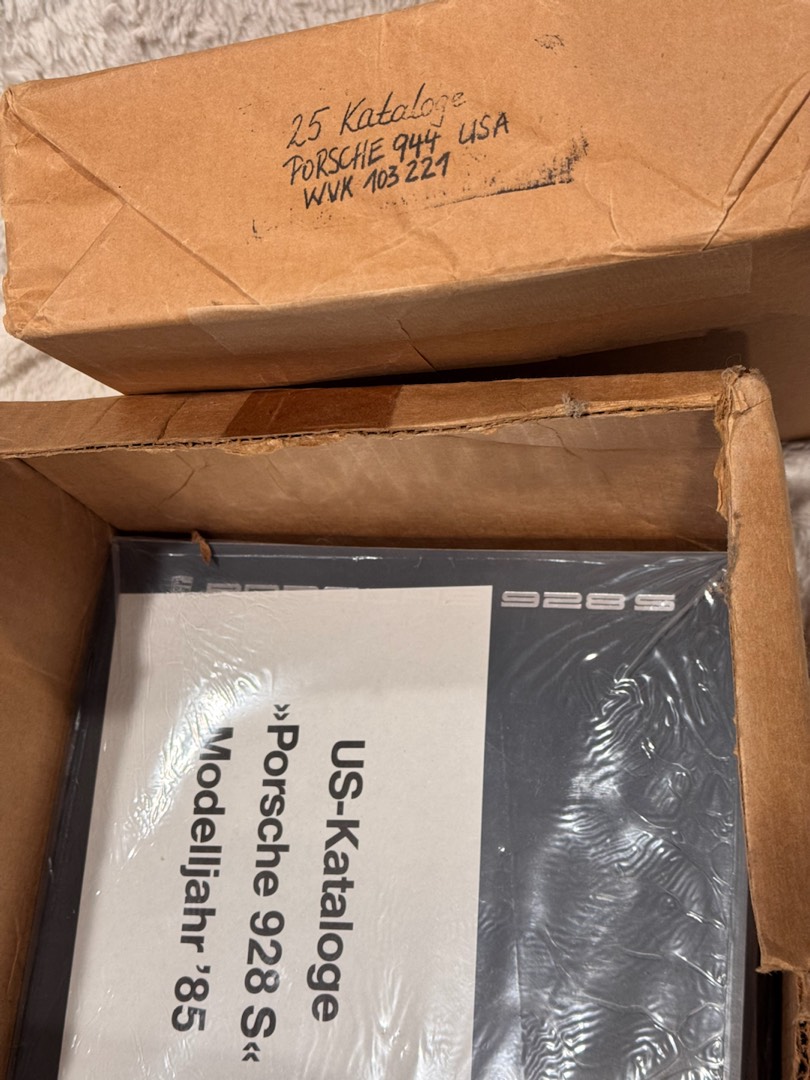 25 Kataloge
PORSCHE 944 USA
WVK 103 221
928 S
US-Kataloge
»Porsche 928 S«
Modelljahr '85